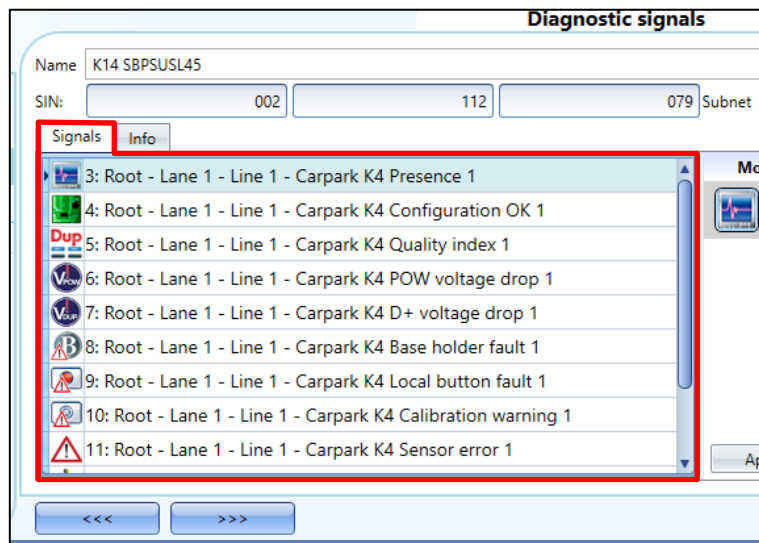 Diagnostic signals
Name K14 SBPSUSL45
SIN: 002 112 079 Subnet
Signals Info
3: Root - Lane 1 - Line 1 - Carpark K4 Presence 1
Mo
4: Root - Lane 1 - Line 1 - Carpark K4 Configuration OK 1
Dup 5: Root - Lane 1 - Line 1 - Carpark K4 Quality index 1
VPOW 6: Root - Lane 1 - Line 1 - Carpark K4 POW voltage drop 1
VDUP 7: Root - Lane 1 - Line 1 - Carpark K4 D+ voltage drop 1
B 8: Root - Lane 1 - Line 1 - Carpark K4 Base holder fault 1
9: Root - Lane 1 - Line 1 - Carpark K4 Local button fault 1
10: Root - Lane 1 - Line 1 - Carpark K4 Calibration warning 1
11: Root - Lane 1 - Line 1 - Carpark K4 Sensor error 1
Ap
<<< >>>